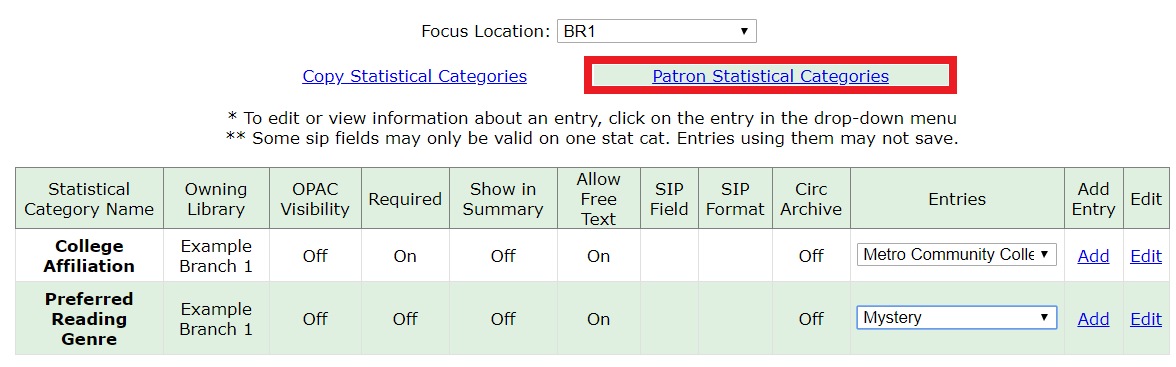 Focus Location: BR1
Copy Statistical Categories Patron Statistical Categories
* To edit or view information about an entry, click on the entry in the drop-down menu
** Some sip fields may only be valid on one stat cat. Entries using them may not save.
Statistical Category Name Owning Library OPAC Visibility Required Show in Summary Allow Free Text SIP Field SIP Format Circ Archive Entries Add Entry Edit
College Affiliation Example Branch 1 Off On Off On Off Metro Community Colle Add Edit
Preferred Reading Genre Example Branch 1 Off Off Off On Off Mystery Add Edit